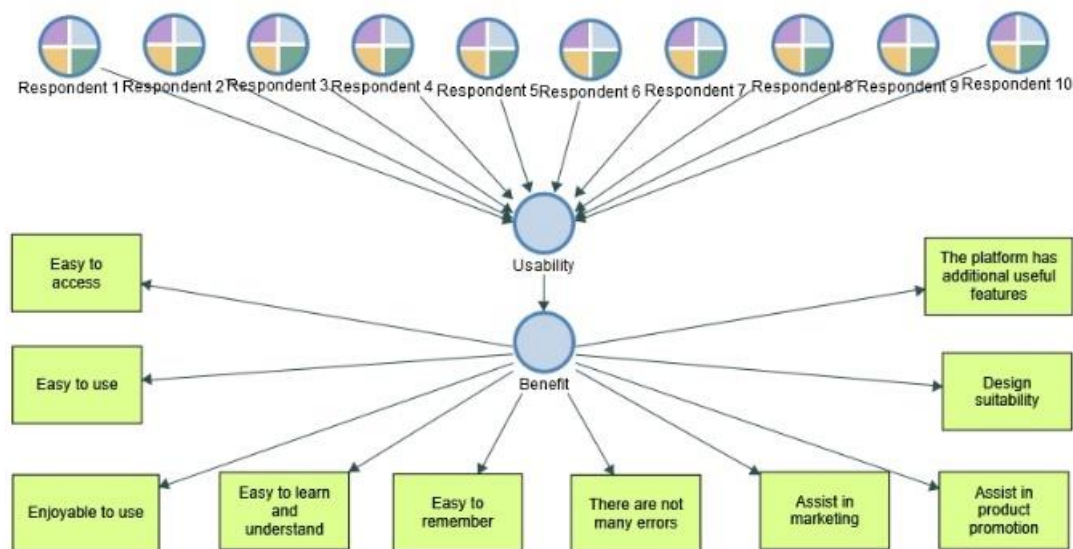 Respondent 1
Respondent 2
Respondent 3
Respondent 4
Respondent 5
Respondent 6
Respondent 7
Respondent 8
Respondent 9
Respondent 10
Usability
Easy to
access
The platform has
additional useful
features
Benefit
Easy to use
Design
suitability
Enjoyable to use
Easy to learn
and
understand
Easy to
remember
There are not
many errors
Assist in
marketing
Assist in
product
promotion